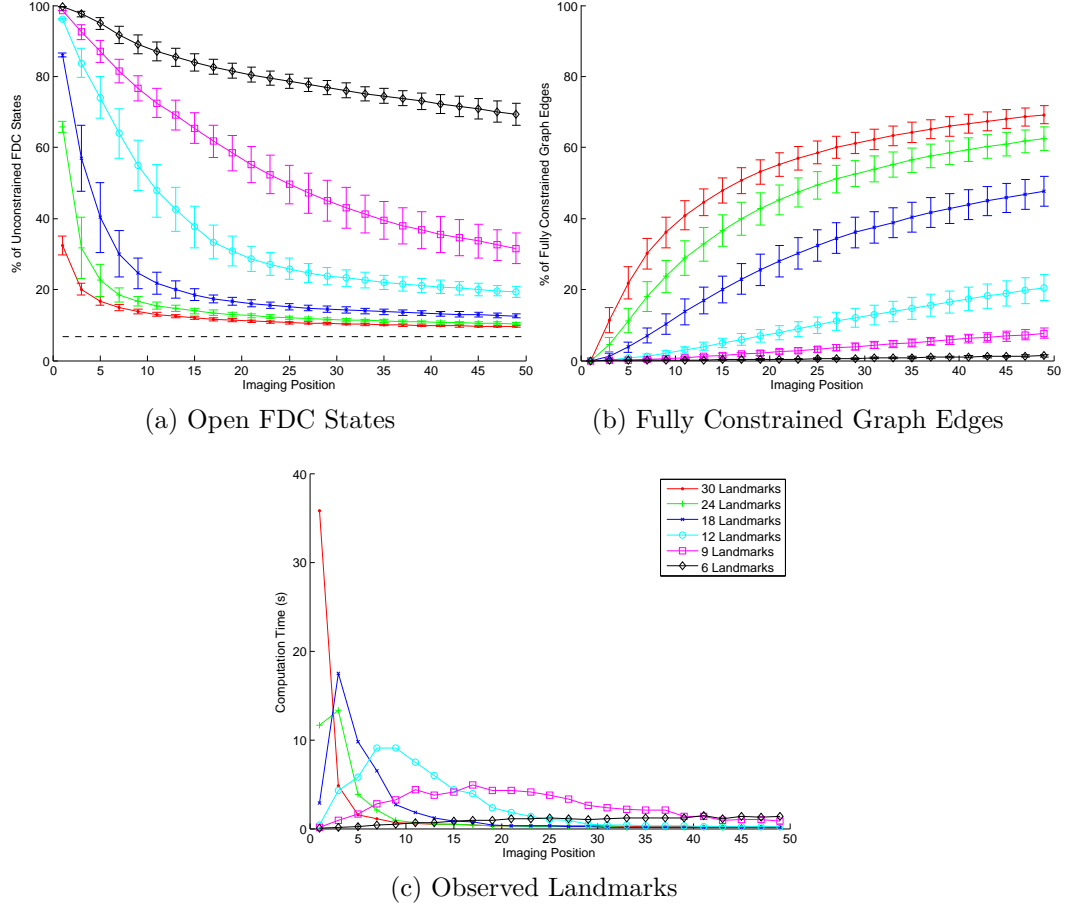 100
80
60
40
20
0
0 5 10 15 20 25 30 35 40 45 50
Imaging Position
% of Unconstrained FDC States
(a) Open FDC States
100
80
60
40
20
0
0 5 10 15 20 25 30 35 40 45 50
Imaging Position
% of Fully Constrained Graph Edges
(b) Fully Constrained Graph Edges
40
30
20
10
0
0 5 10 15 20 25 30 35 40 45 50
Imaging Position
Computation Time (s)
30 Landmarks
24 Landmarks
18 Landmarks
12 Landmarks
9 Landmarks
6 Landmarks
(c) Observed Landmarks